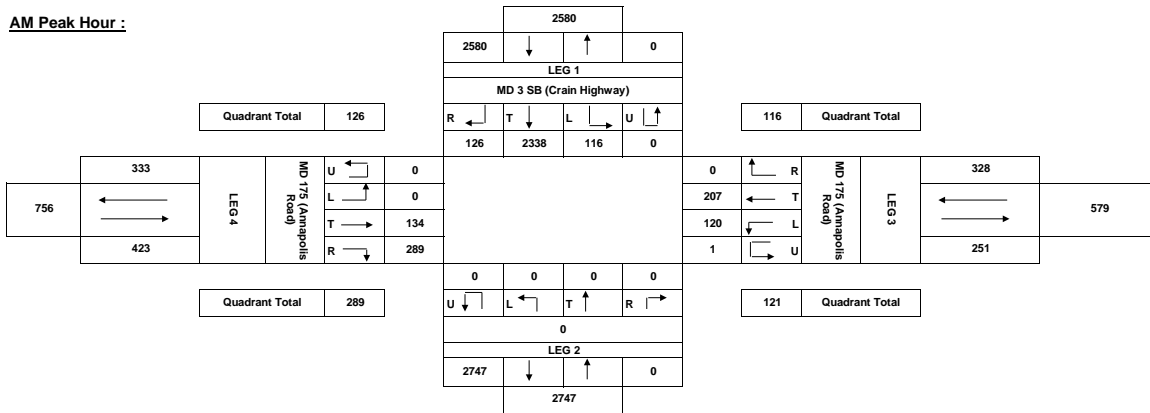 AM Peak Hour :
2580
2580 0
LEG 1
MD 3 SB (Crain Highway)
Quadrant Total 126
R T L U
116 Quadrant Total
126 2338 116 0
333 U 0
0 R 328
756
LEG 4
MD 175 (Annapolis Road)
L 0
207 T
MD 175 (Annapolis Road)
LEG 3
579
T 134
120 L
423 R 289
1 U 251
0 0 0 0
Quadrant Total 289
U L T R
121 Quadrant Total
0
LEG 2
2747 0
2747